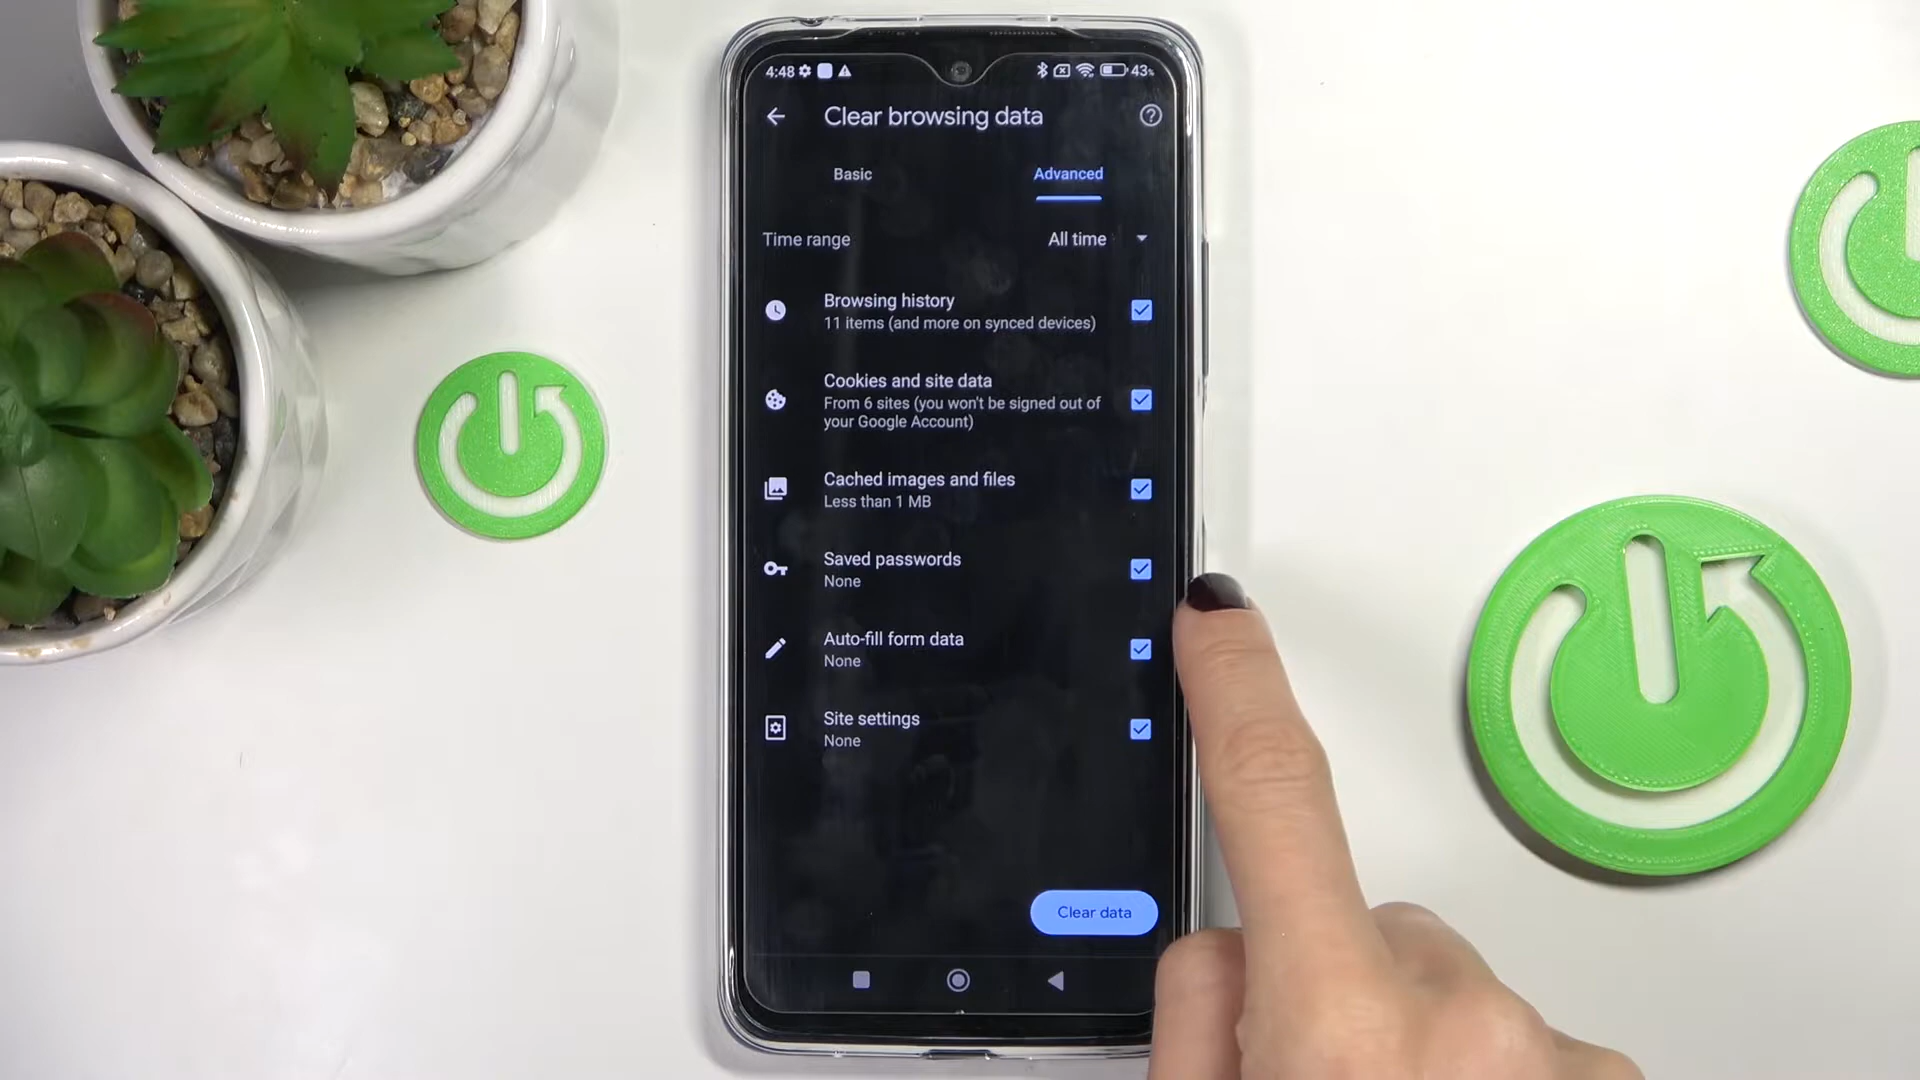 4:48 43%
Clear browsing data
Basic Advanced
Time range All time
Browsing history
11 items (and more on synced devices)
Cookies and site data
From 6 sites (you won't be signed out of
your Google Account)
Cached images and files
Less than 1 MB
Saved passwords
None
Auto-fill form data
None
Site settings
None
Clear data